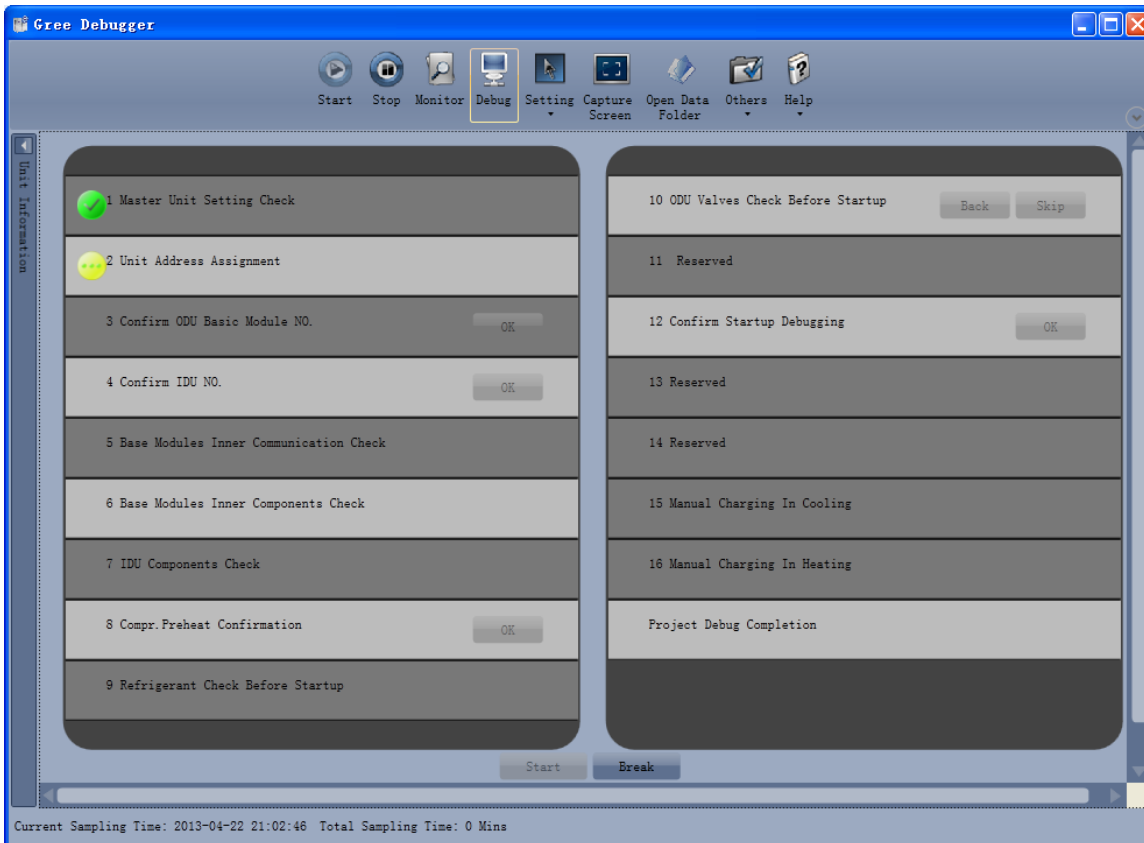 Gree Debugger
Start Stop Monitor Debug Setting Capture Screen Open Data Folder Others Help
Unit Information
1 Master Unit Setting Check
2 Unit Address Assignment
3 Confirm ODU Basic Module NO. OK
4 Confirm IDU NO. OK
5 Base Modules Inner Communication Check
6 Base Modules Inner Components Check
7 IDU Components Check
8 Compr.Preheat Confirmation OK
9 Refrigerant Check Before Startup
10 ODU Valves Check Before Startup Back Skip
11 Reserved
12 Confirm Startup Debugging OK
13 Reserved
14 Reserved
15 Manual Charging In Cooling
16 Manual Charging In Heating
Project Debug Completion
Start Break
Current Sampling Time: 2013-04-22 21:02:46 Total Sampling Time: 0 Mins